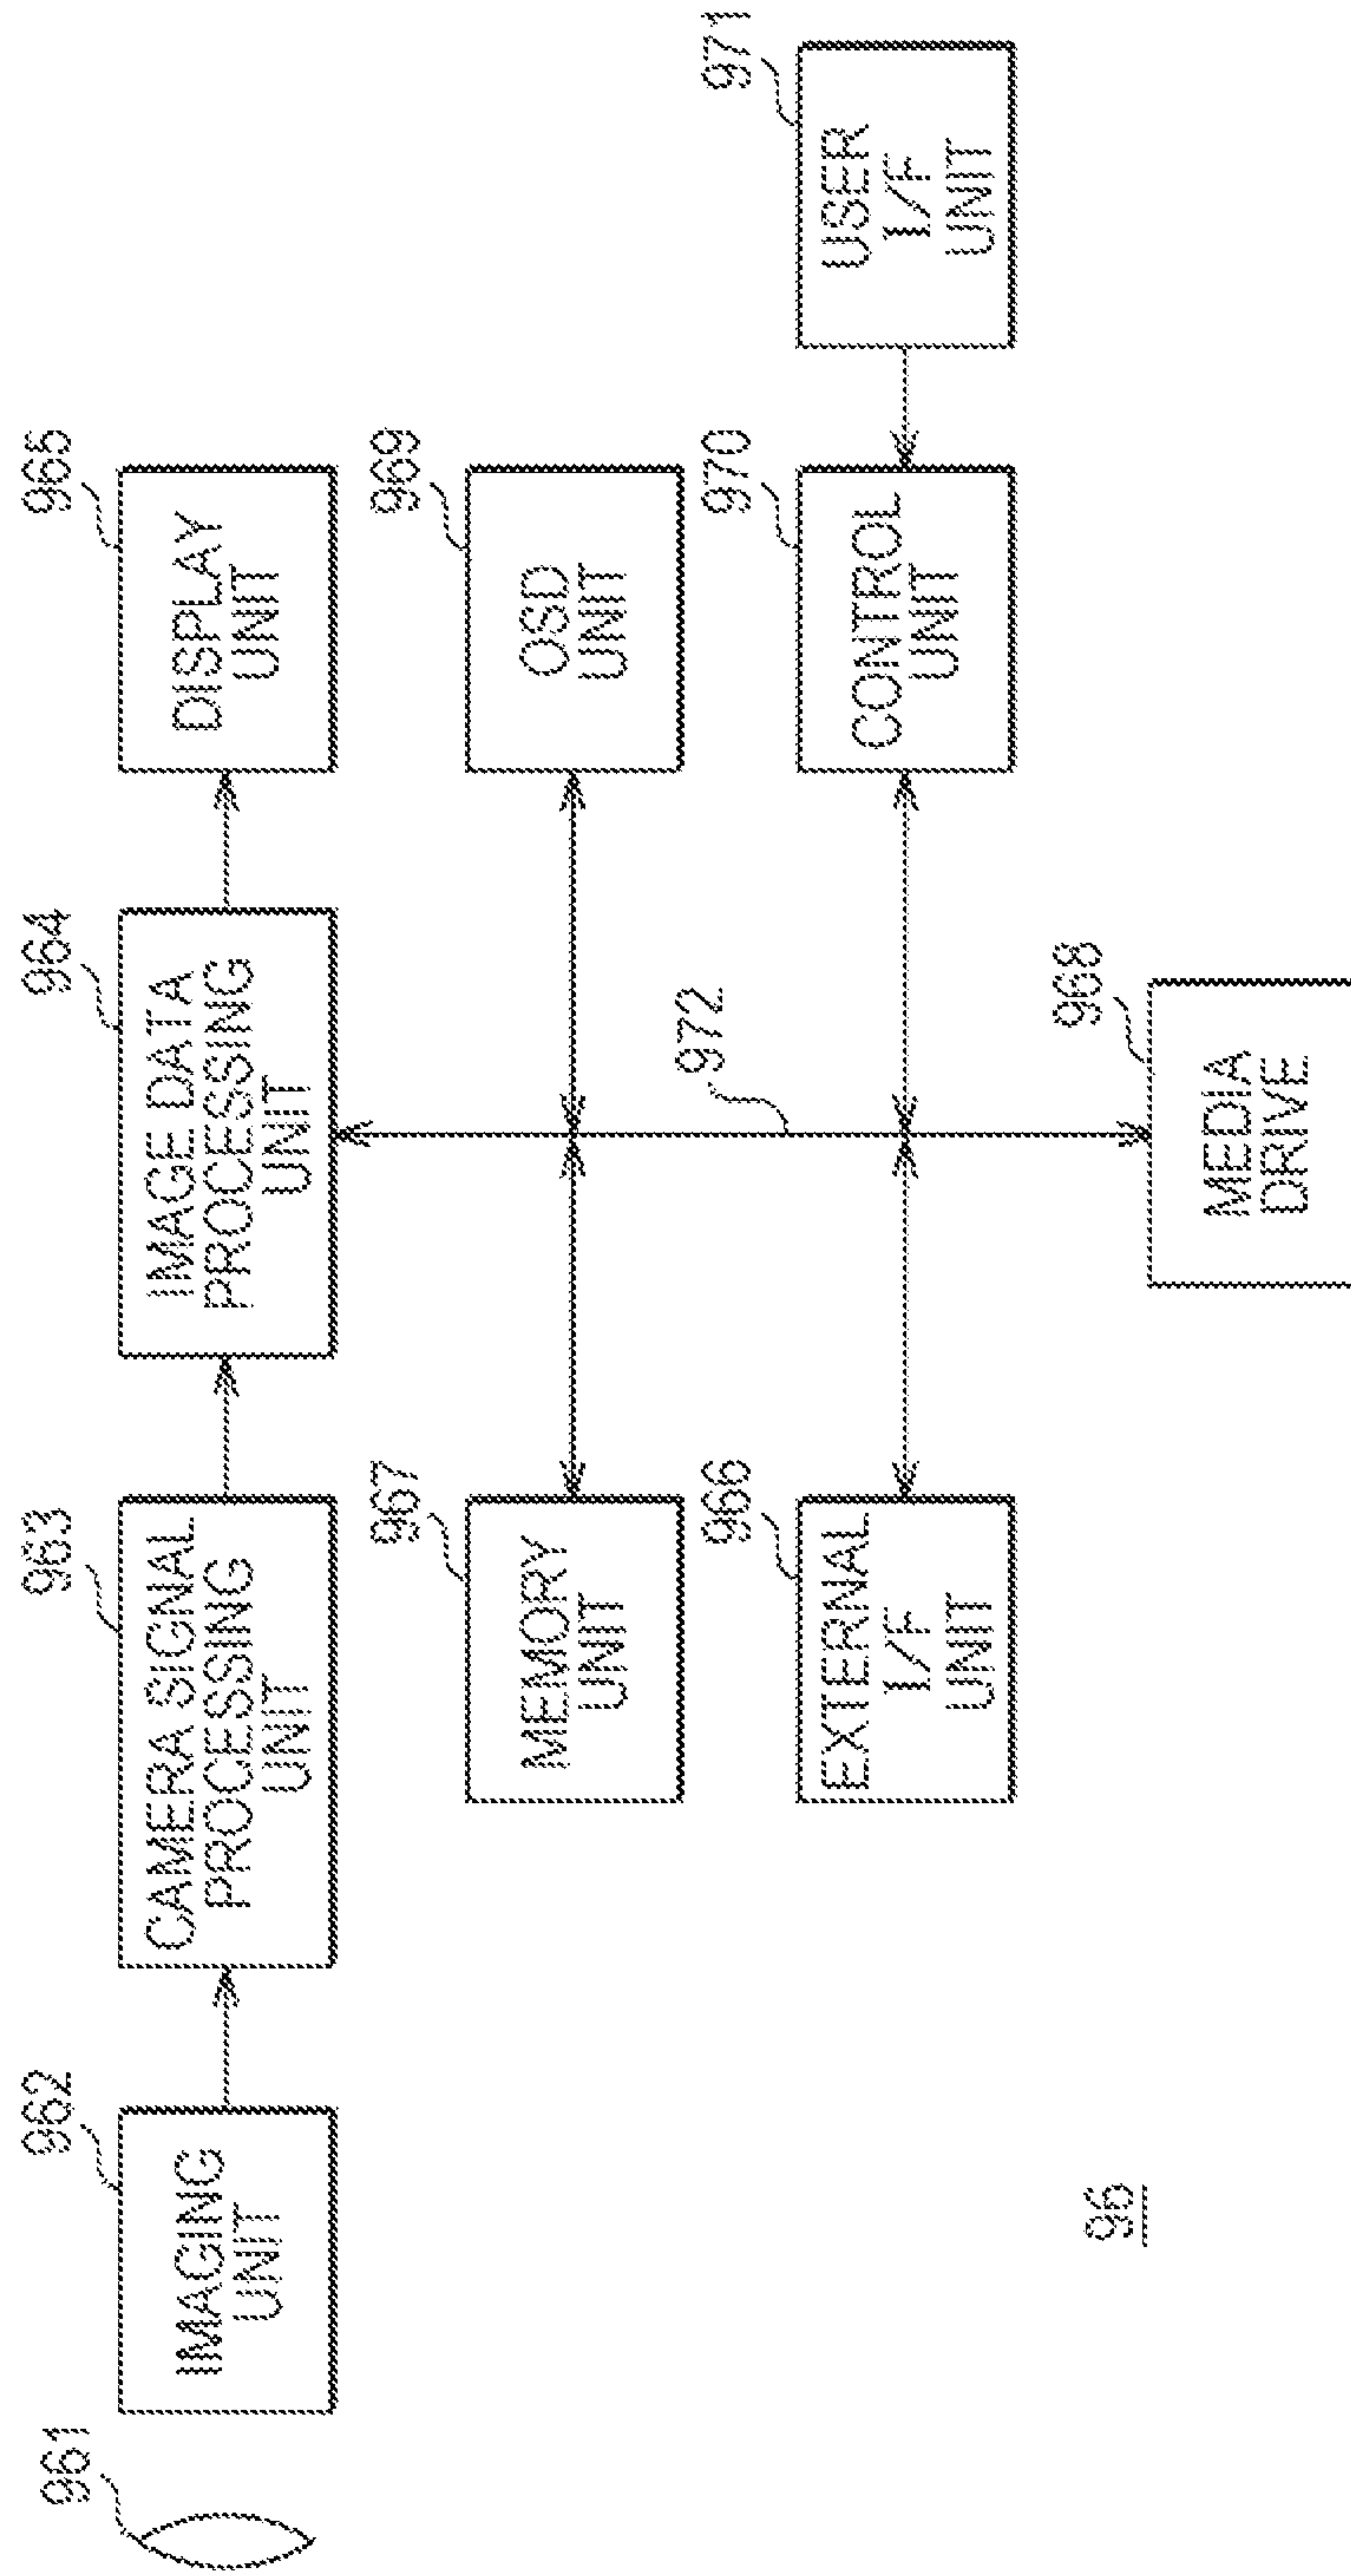 961
962
IMAGING
UNIT
963
CAMERA SIGNAL
PROCESSING
UNIT
964
IMAGE DATA
PROCESSING
UNIT
965
DISPLAY
UNIT
967
MEMORY
UNIT
969
OSD
UNIT
972
966
EXTERNAL
I/F
UNIT
970
CONTROL
UNIT
971
USER
I/F
UNIT
968
MEDIA
DRIVE
96